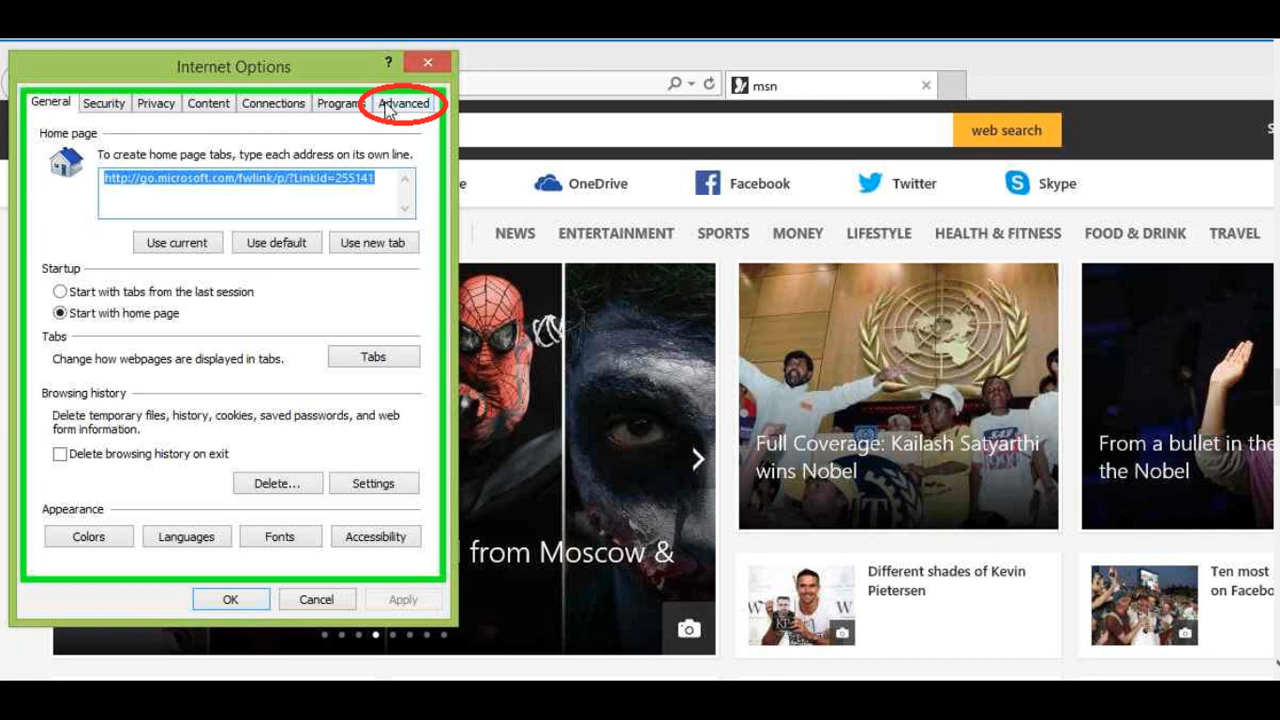 Internet Options
?
msn
General Security Privacy Content Connections Programs Advanced
Home page
To create home page tabs, type each address on its own line.
http://go.microsoft.com/fwlink/p/?LinkId=255141
Use current Use default Use new tab
Startup
Start with tabs from the last session
Start with home page
Tabs
Change how webpages are displayed in tabs.
Tabs
Browsing history
Delete temporary files, history, cookies, saved passwords, and web
form information.
Delete browsing history on exit
Delete... Settings
Appearance
Colors Languages Fonts Accessibility
OK Cancel Apply
web search
OneDrive Facebook Twitter Skype
NEWS ENTERTAINMENT SPORTS MONEY LIFESTYLE HEALTH & FITNESS FOOD & DRINK TRAVEL
from Moscow &
Full Coverage: Kailash Satyarthi
wins Nobel
From a bullet in the
the Nobel
Different shades of Kevin
Pietersen
Ten most
on Facebo